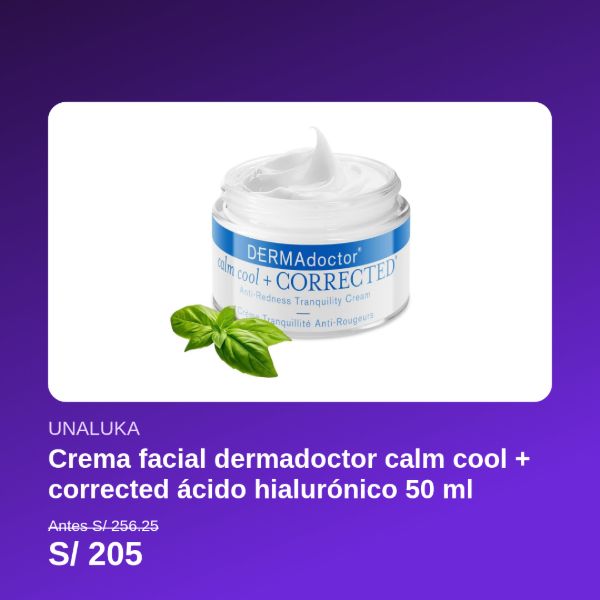 DERMAdoctor®
calm cool + CORRECTED®
Anti-Redness Tranquility Cream
Crème Tranquillité Anti-Rougeurs
UNALUKA
Crema facial dermadoctor calm cool +
corrected ácido hialurónico 50 ml
Antes S/ 256.25
S/ 205